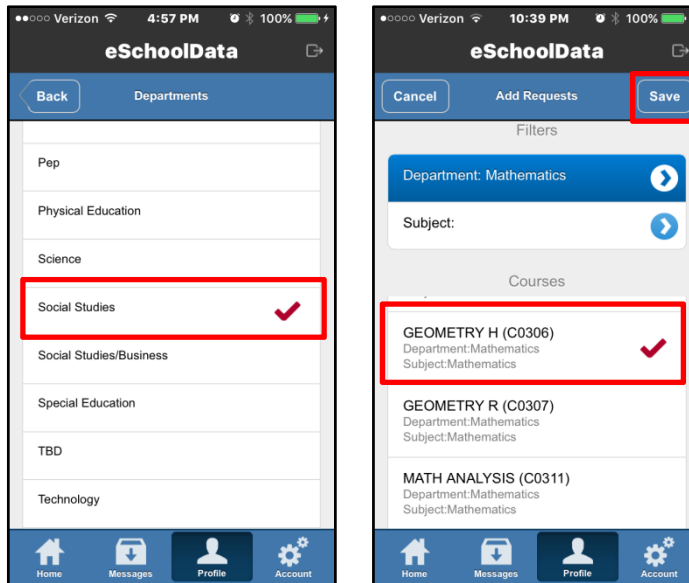 Verizon 4:57 PM 100%
eSchoolData
Back Departments
Pep
Physical Education
Science
Social Studies
Social Studies/Business
Special Education
TBD
Technology
Home Messages Profile Account
Verizon 10:39 PM 100%
eSchoolData
Cancel Add Requests Save
Filters
Department: Mathematics
Subject:
Courses
GEOMETRY H (C0306)
Department:Mathematics
Subject:Mathematics
GEOMETRY R (C0307)
Department:Mathematics
Subject:Mathematics
MATH ANALYSIS (C0311)
Department:Mathematics
Subject:Mathematics
Home Messages Profile Account